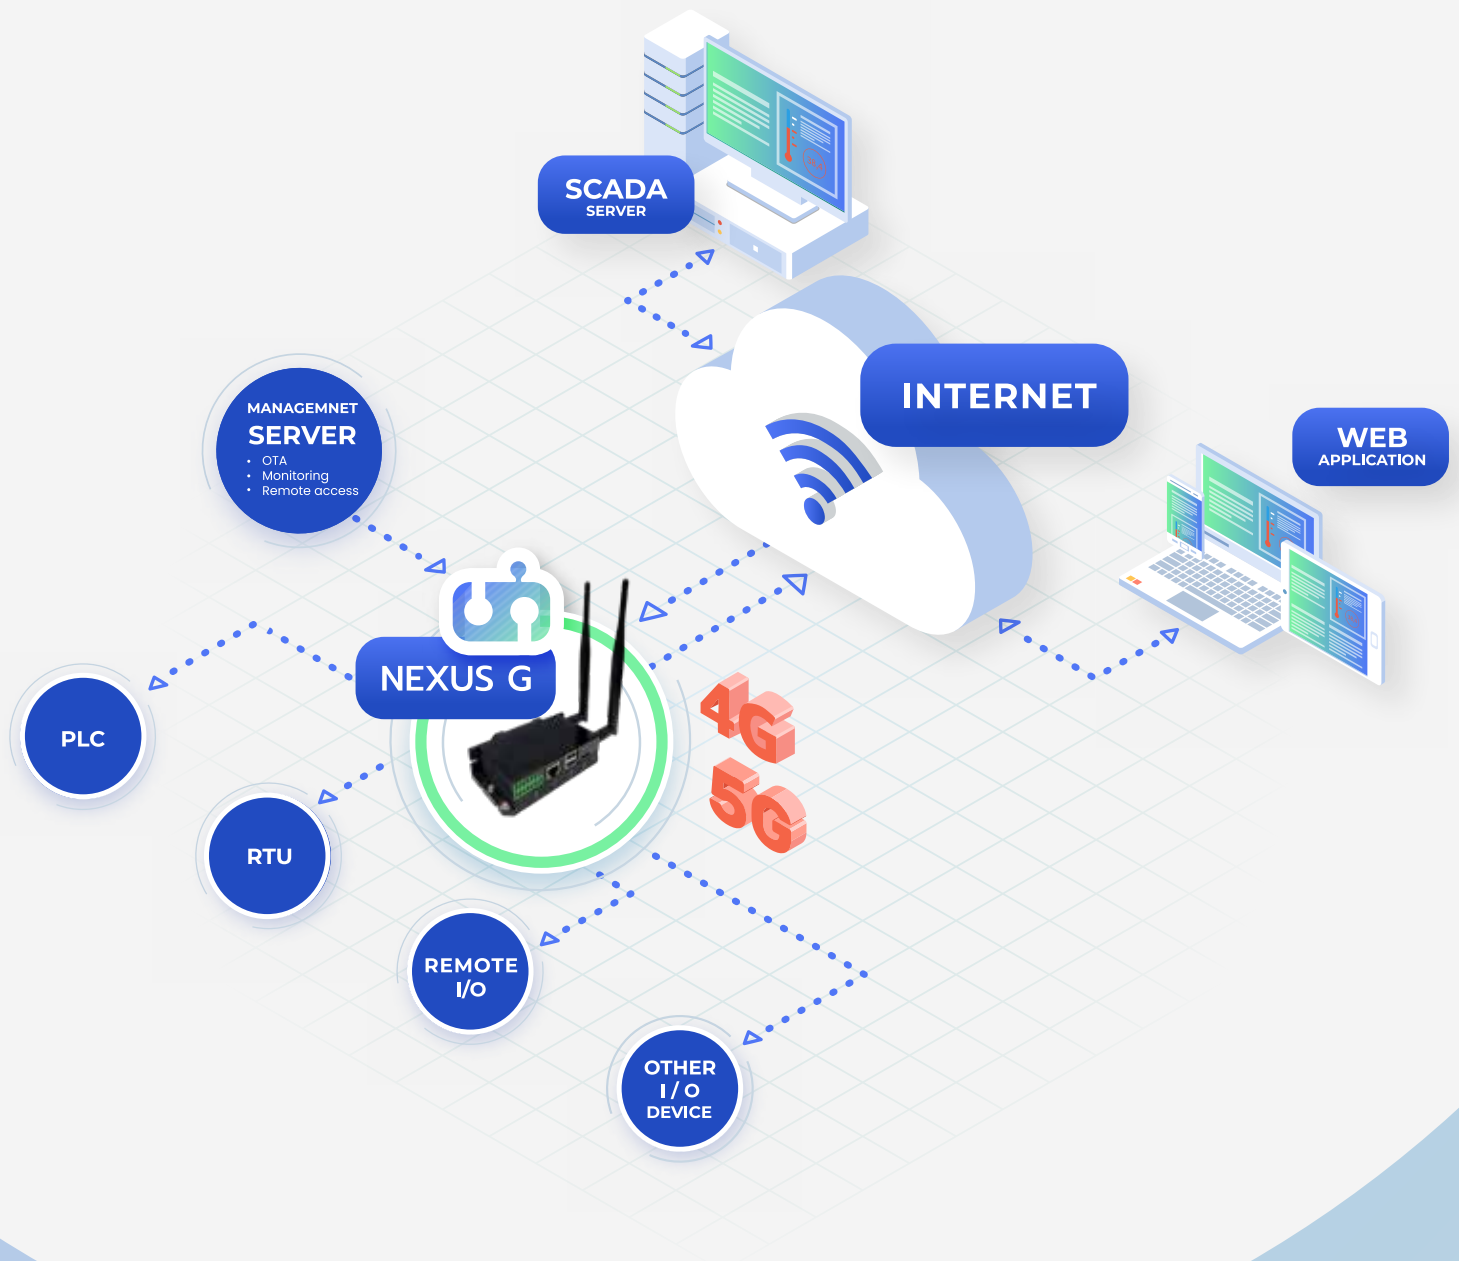 SCADA
SERVER
INTERNET
WEB
APPLICATION
MANAGEMNET
SERVER
• OTA
• Monitoring
• Remote access
NEXUS G
4G
5G
PLC
RTU
REMOTE
I/O
OTHER
I / O
DEVICE